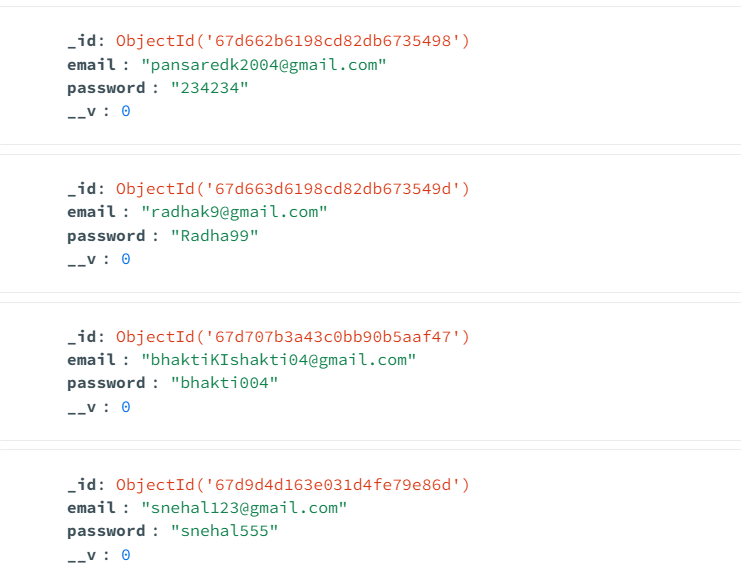 _id: ObjectId('67d662b6198cd82db6735498')
email : "pansaredk2004@gmail.com"
password : "234234"
__v : 0
_id: ObjectId('67d663d6198cd82db673549d')
email : "radhak9@gmail.com"
password : "Radha99"
__v : 0
_id: ObjectId('67d707b3a43c0bb90b5aaf47')
email : "bhaktiKIshakti04@gmail.com"
password : "bhakti004"
__v : 0
_id: ObjectId('67d9d4d163e031d4fe79e86d')
email : "snehal123@gmail.com"
password : "snehal555"
__v : 0